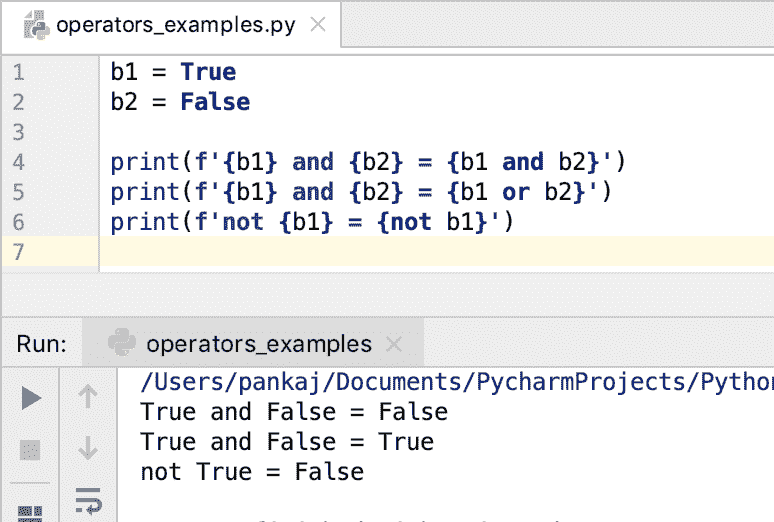 operators_examples.py
1 b1 = True
2 b2 = False
3
4 print(f'{b1} and {b2} = {b1 and b2}')
5 print(f'{b1} and {b2} = {b1 or b2}')
6 print(f'not {b1} = {not b1}')
7
Run: operators_examples
/Users/pankaj/Documents/PycharmProjects/
True and False = False
True and False = True
not True = False